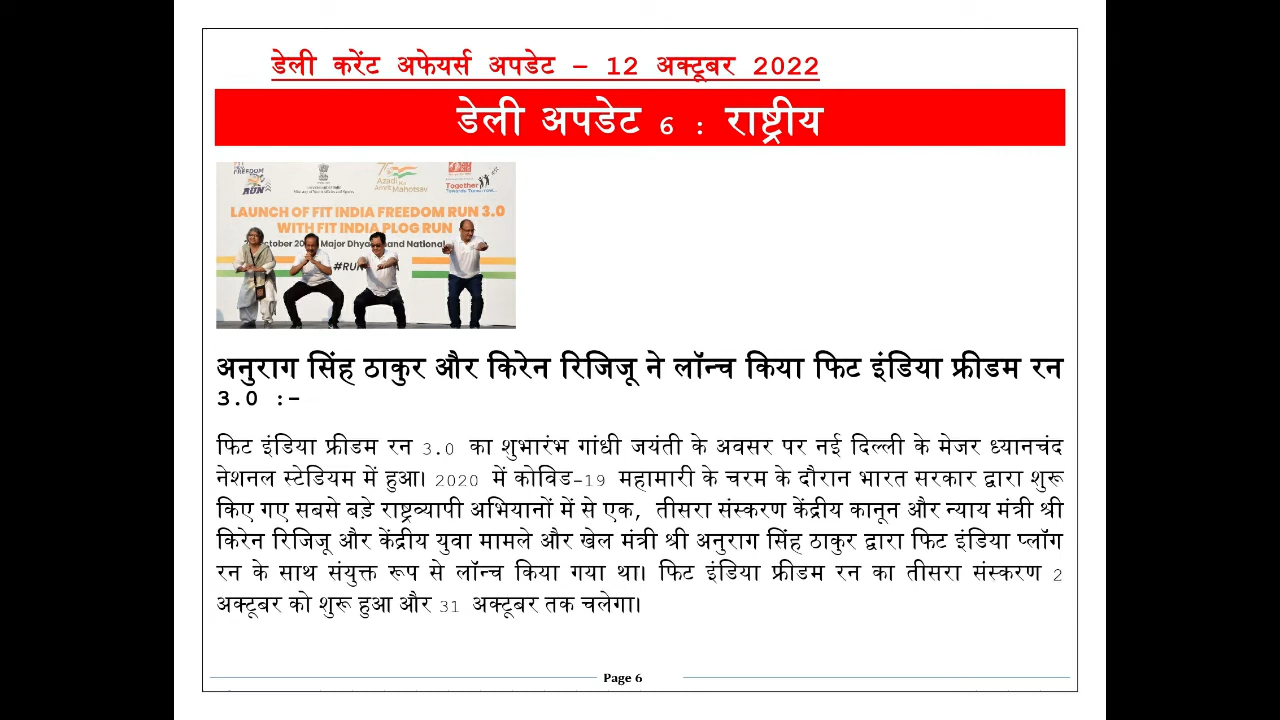 डेली करेंट अफेयर्स अपडेट – 12 अक्टूबर 2022
डेली अपडेट 6 : राष्ट्रीय
FREEDOM
RUN
Azadi Ka
Amrit Mahotsav
Together
LAUNCH OF FIT INDIA FREEDOM RUN 3.0
WITH FIT INDIA PLOG RUN
Major
National
अनुराग सिंह ठाकुर और किरेन रिजिजू ने लॉन्च किया फिट इंडिया फ्रीडम रन
3.0 :–
फिट इंडिया फ्रीडम रन 3.0 का शुभारंभ गांधी जयंती के अवसर पर नई दिल्ली के मेजर ध्यानचंद
नेशनल स्टेडियम में हुआ। 2020 में कोविड-19 महामारी के चरम के दौरान भारत सरकार द्वारा शुरू
किए गए सबसे बड़े राष्ट्रव्यापी अभियानों में से एक, तीसरा संस्करण केंद्रीय कानून और न्याय मंत्री श्री
किरेन रिजिजू और केंद्रीय युवा मामले और खेल मंत्री श्री अनुराग सिंह ठाकुर द्वारा फिट इंडिया प्लॉग
रन के साथ संयुक्त रूप से लॉन्च किया गया था। फिट इंडिया फ्रीडम रन का तीसरा संस्करण 2
अक्टूबर को शुरू हुआ और 31 अक्टूबर तक चलेगा।
Page 6